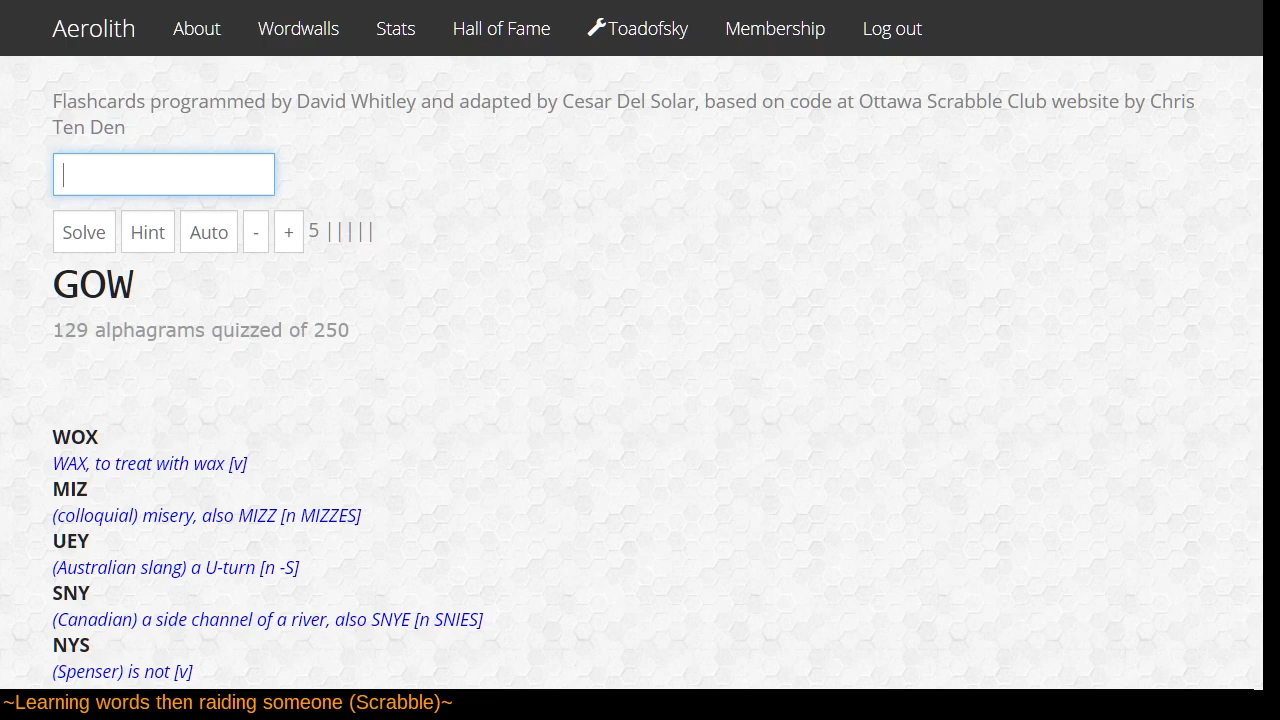 Aerolith About Wordwalls Stats Hall of Fame Toadofsky Membership Log out
Flashcards programmed by David Whitley and adapted by Cesar Del Solar, based on code at Ottawa Scrabble Club website by Chris
Ten Den
Solve Hint Auto - + 5 |||||
GOW
129 alphagrams quizzed of 250
WOX
WAX, to treat with wax [v]
MIZ
(colloquial) misery, also MIZZ [n MIZZES]
UEY
(Australian slang) a U-turn [n -S]
SNY
(Canadian) a side channel of a river, also SNYE [n SNIES]
NYS
(Spenser) is not [v]
~Learning words then raiding someone (Scrabble)~